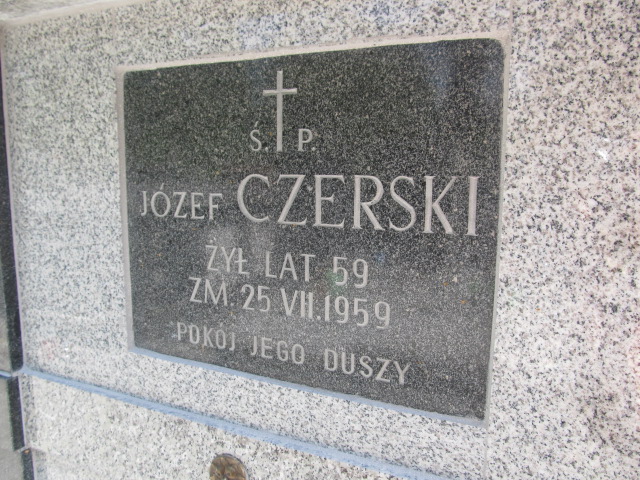 Ś. P.
JÓZEF CZERSKI
ŻYŁ LAT 59
ZM. 25 VII.1959
POKÓJ JEGO DUSZY